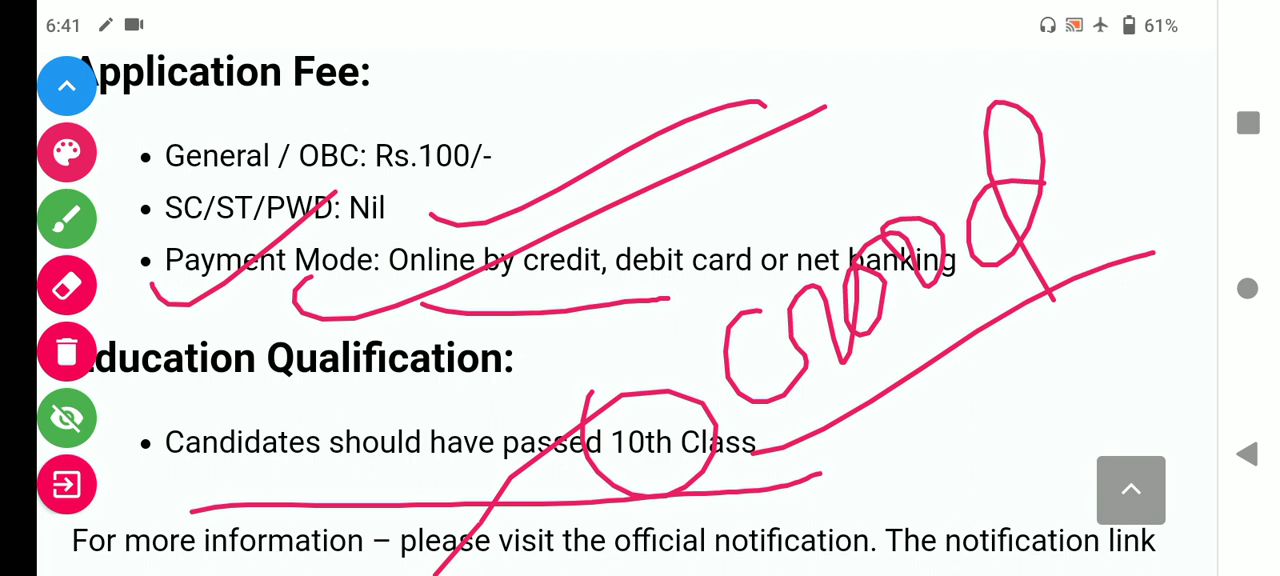 6:41 61%
Application Fee:
• General / OBC: Rs.100/-
• SC/ST/PWD: Nil
• Payment Mode: Online by credit, debit card or net banking
Education Qualification:
• Candidates should have passed 10th Class
For more information – please visit the official notification. The notification link